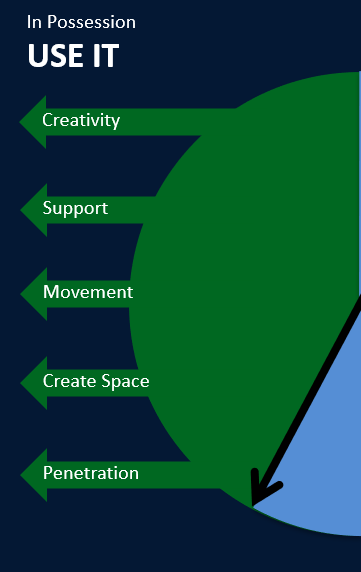 In Possession
USE IT
Creativity
Support
Movement
Create Space
Penetration